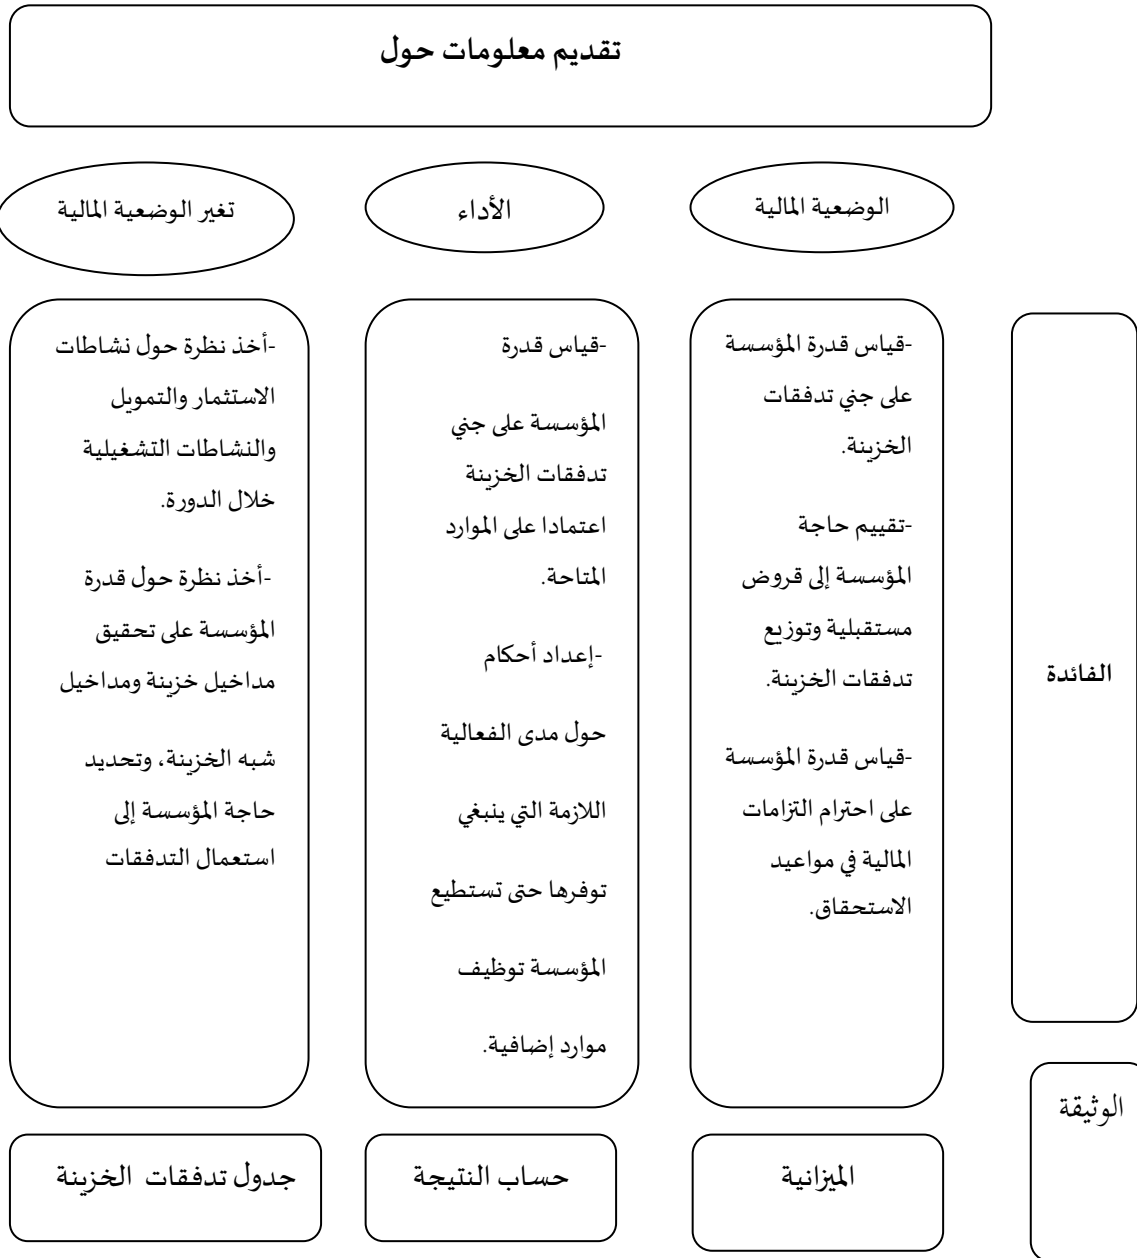 تقديم معلومات حول
الوضعية المالية
الأداء
تغير الوضعية المالية
الفائدة
-قياس قدرة المؤسسة
على جني تدفقات
الخزينة.
-تقييم حاجة
المؤسسة إلى قروض
مستقبلية وتوزيع
تدفقات الخزينة.
-قياس قدرة المؤسسة
على احترام التزامات
المالية في مواعيد
الاستحقاق.
-قياس قدرة
المؤسسة على جني
تدفقات الخزينة
اعتمادا على الموارد
المتاحة.
-إعداد أحكام
حول مدى الفعالية
اللازمة التي ينبغي
توفرها حتى تستطيع
المؤسسة توظيف
موارد إضافية.
-أخذ نظرة حول نشاطات
الاستثمار والتمويل
والنشاطات التشغيلية
خلال الدورة.
-أخذ نظرة حول قدرة
المؤسسة على تحقيق
مداخيل خزينة ومداخيل
شبه الخزينة، وتحديد
حاجة المؤسسة إلى
استعمال التدفقات
الوثيقة
الميزانية
حساب النتيجة
جدول تدفقات الخزينة